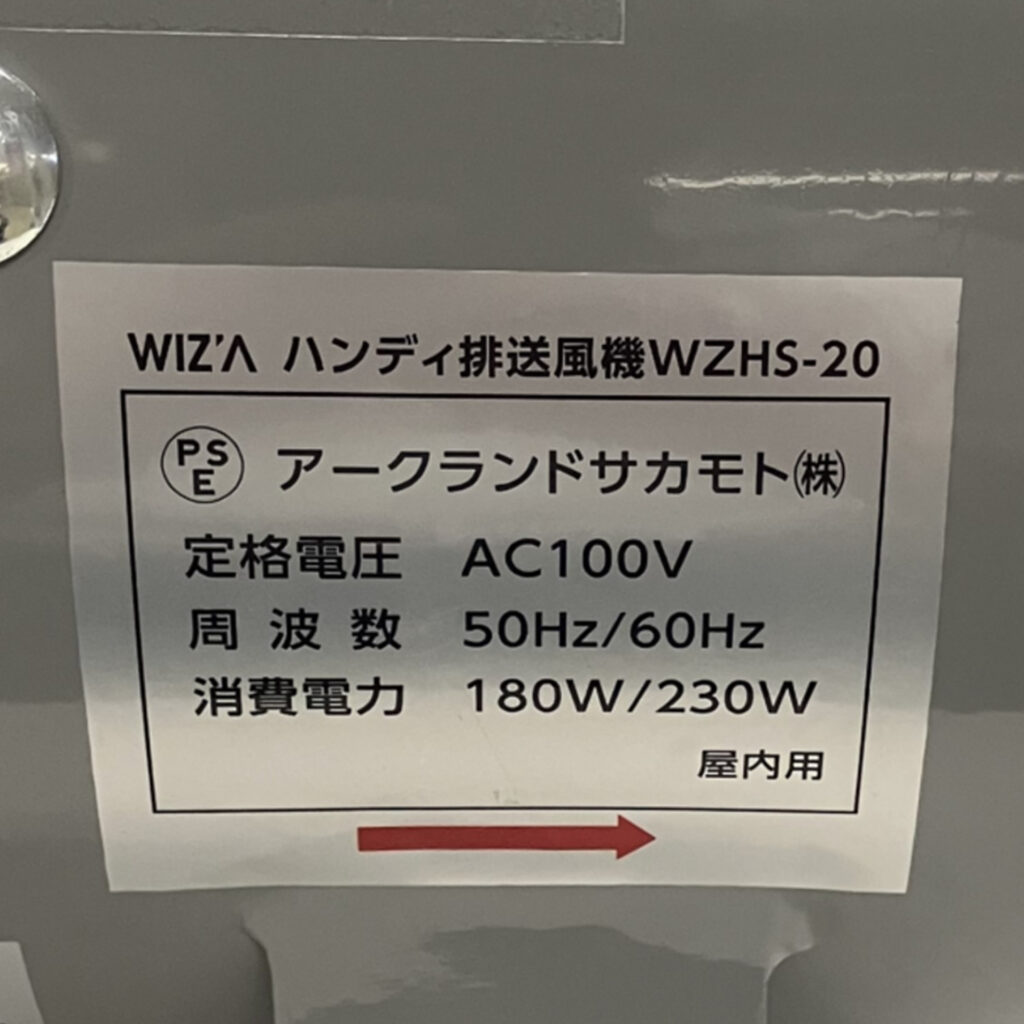 WIZ'A ハンディ排送風機WZHS-20
PSE アークランドサカモト㈱
定格電圧 AC100V
周波数 50Hz/60Hz
消費電力 180W/230W
屋内用